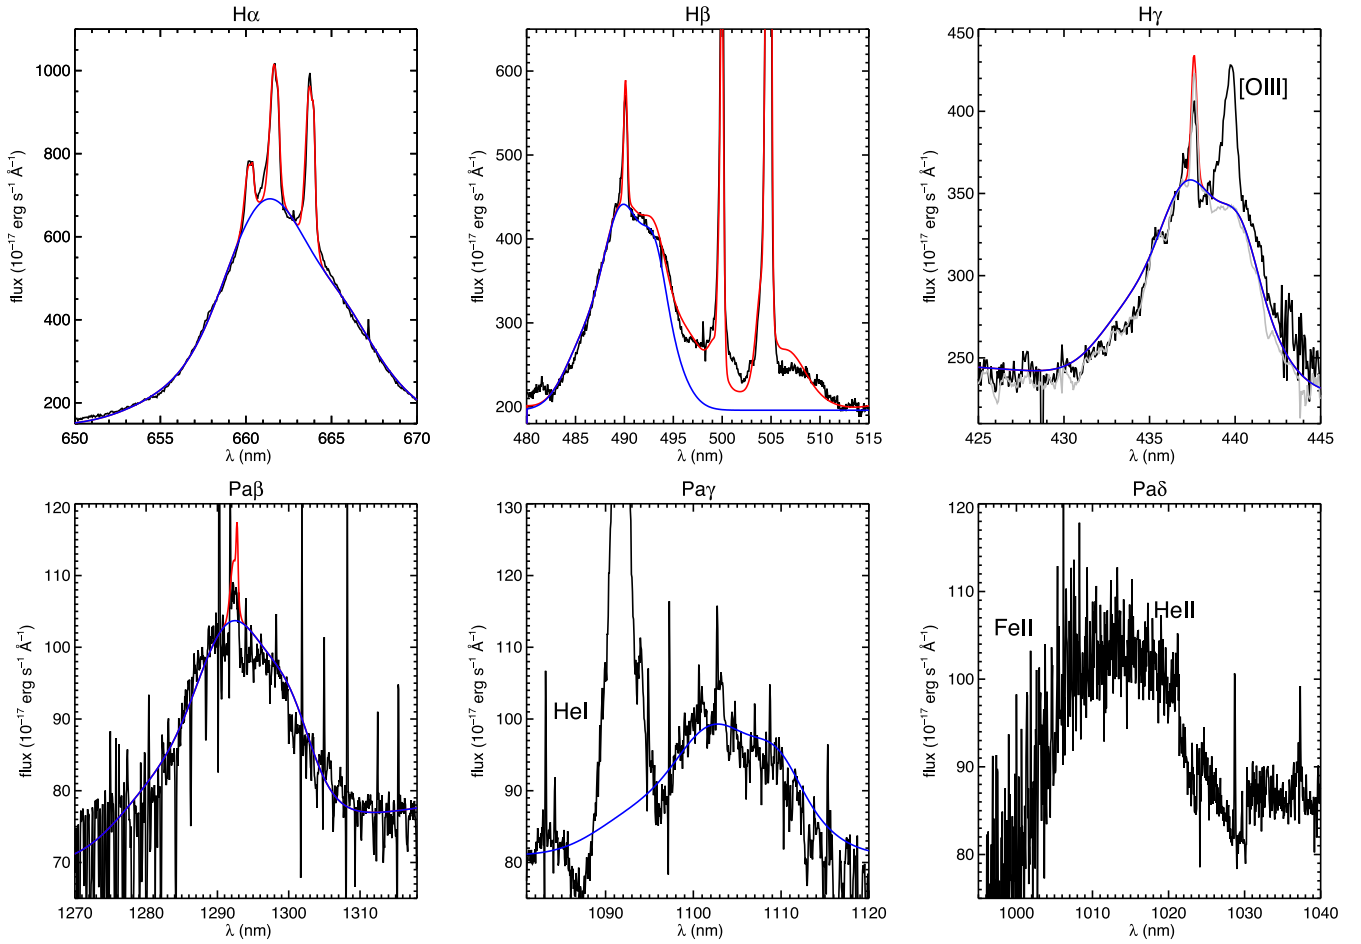 Hα
flux (10⁻¹⁷ erg s⁻¹ Å⁻¹)
1000
800
600
400
200
650 655 660 665 670
λ (nm)
Hβ
flux (10⁻¹⁷ erg s⁻¹ Å⁻¹)
600
500
400
300
200
480 485 490 495 500 505 510 515
λ (nm)
Hγ
[OIII]
flux (10⁻¹⁷ erg s⁻¹ Å⁻¹)
450
400
350
300
250
425 430 435 440 445
λ (nm)
Paβ
flux (10⁻¹⁷ erg s⁻¹ Å⁻¹)
120
110
100
90
80
70
1270 1280 1290 1300 1310
λ (nm)
Paγ
HeI
flux (10⁻¹⁷ erg s⁻¹ Å⁻¹)
130
120
110
100
90
80
1090 1100 1110 1120
λ (nm)
Paδ
FeII
HeII
flux (10⁻¹⁷ erg s⁻¹ Å⁻¹)
120
110
100
90
80
1000 1010 1020 1030 1040
λ (nm)